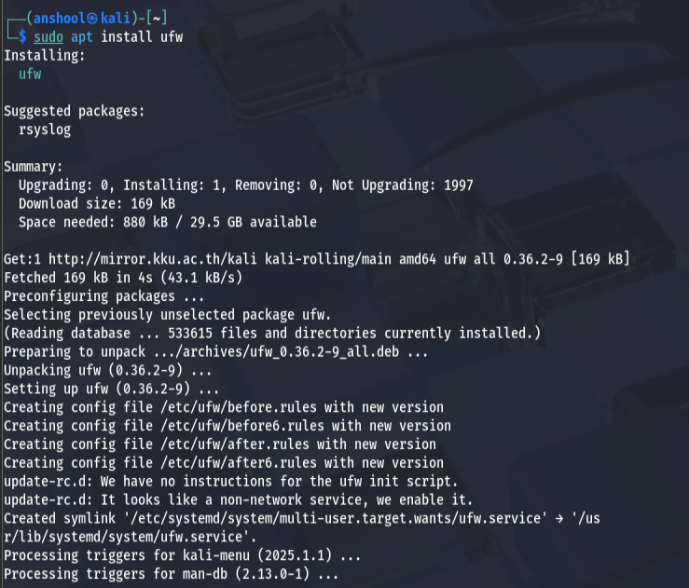 ┌──(anshool㉿kali)-[~]
└─$ sudo apt install ufw
Installing:
  ufw

Suggested packages:
  rsyslog

Summary:
  Upgrading: 0, Installing: 1, Removing: 0, Not Upgrading: 1997
  Download size: 169 kB
  Space needed: 880 kB / 29.5 GB available

Get:1 http://mirror.kku.ac.th/kali kali-rolling/main amd64 ufw all 0.36.2-9 [169 kB]
Fetched 169 kB in 4s (43.1 kB/s)
Preconfiguring packages ...
Selecting previously unselected package ufw.
(Reading database ... 533615 files and directories currently installed.)
Preparing to unpack .../archives/ufw_0.36.2-9_all.deb ...
Unpacking ufw (0.36.2-9) ...
Setting up ufw (0.36.2-9) ...
Creating config file /etc/ufw/before.rules with new version
Creating config file /etc/ufw/before6.rules with new version
Creating config file /etc/ufw/after.rules with new version
Creating config file /etc/ufw/after6.rules with new version
update-rc.d: We have no instructions for the ufw init script.
update-rc.d: It looks like a non-network service, we enable it.
Created symlink '/etc/systemd/system/multi-user.target.wants/ufw.service' → '/us
r/lib/systemd/system/ufw.service'.
Processing triggers for kali-menu (2025.1.1) ...
Processing triggers for man-db (2.13.0-1) ...